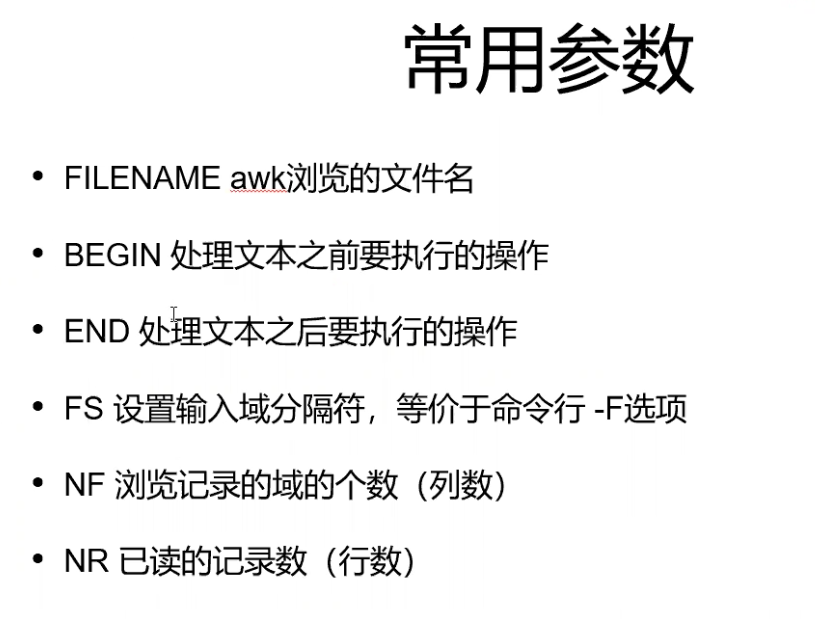 常用参数
• FILENAME awk浏览的文件名
• BEGIN 处理文本之前要执行的操作
• END 处理文本之后要执行的操作
• FS 设置输入域分隔符，等价于命令行 -F选项
• NF 浏览记录的域的个数（列数）
• NR 已读的记录数（行数）